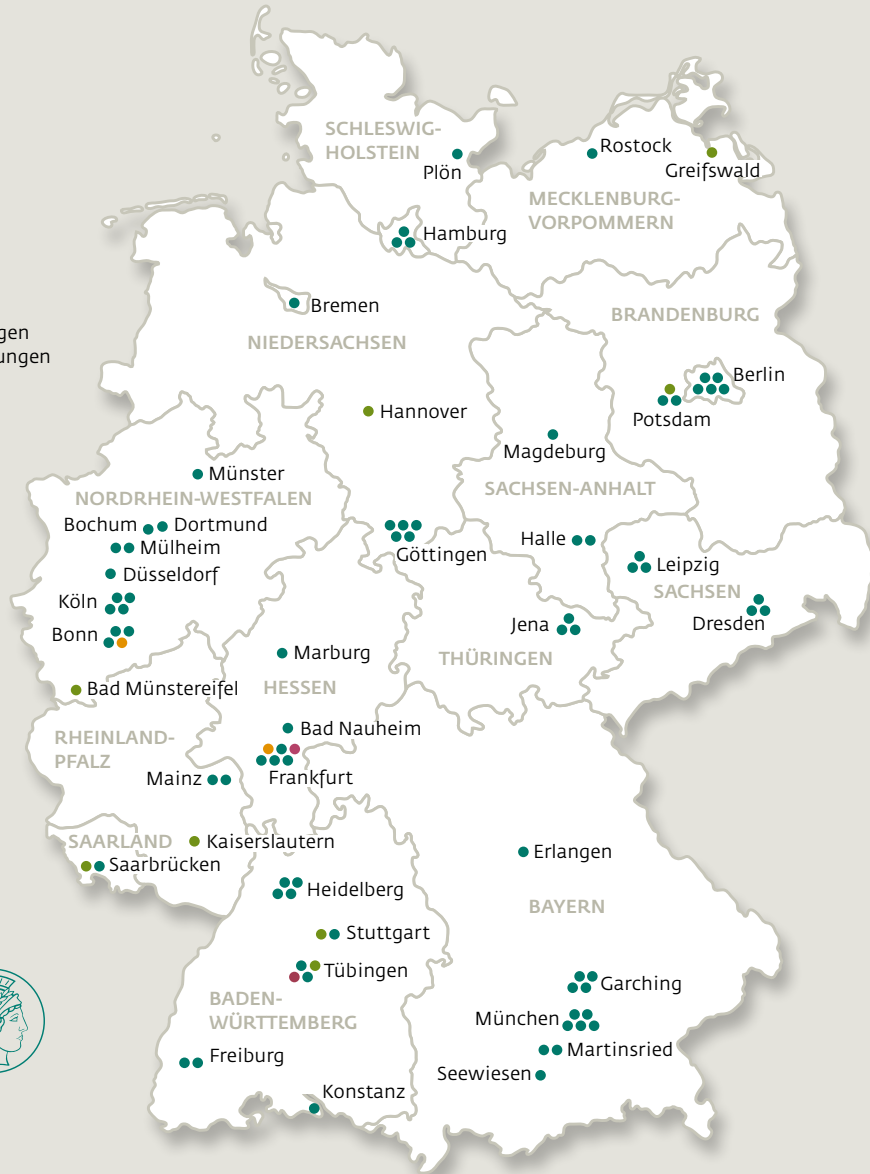 SCHLESWIG-
HOLSTEIN
Plön
Rostock
Greifswald
MECKLENBURG-
VORPOMMERN
Hamburg
Bremen
NIEDERSACHSEN
BRANDENBURG
Berlin
Potsdam
Hannover
Magdeburg
SACHSEN-ANHALT
Münster
NORDRHEIN-WESTFALEN
Bochum
Dortmund
Mülheim
Düsseldorf
Köln
Bonn
Bad Münstereifel
Göttingen
Halle
Leipzig
SACHSEN
Dresden
Jena
THÜRINGEN
Marburg
HESSEN
Bad Nauheim
Frankfurt
RHEINLAND-
PFALZ
Mainz
SAARLAND
Kaiserslautern
Saarbrücken
Heidelberg
Stuttgart
Tübingen
BADEN-
WÜRTTEMBERG
Freiburg
Konstanz
Erlangen
BAYERN
Garching
München
Martinsried
Seewiesen